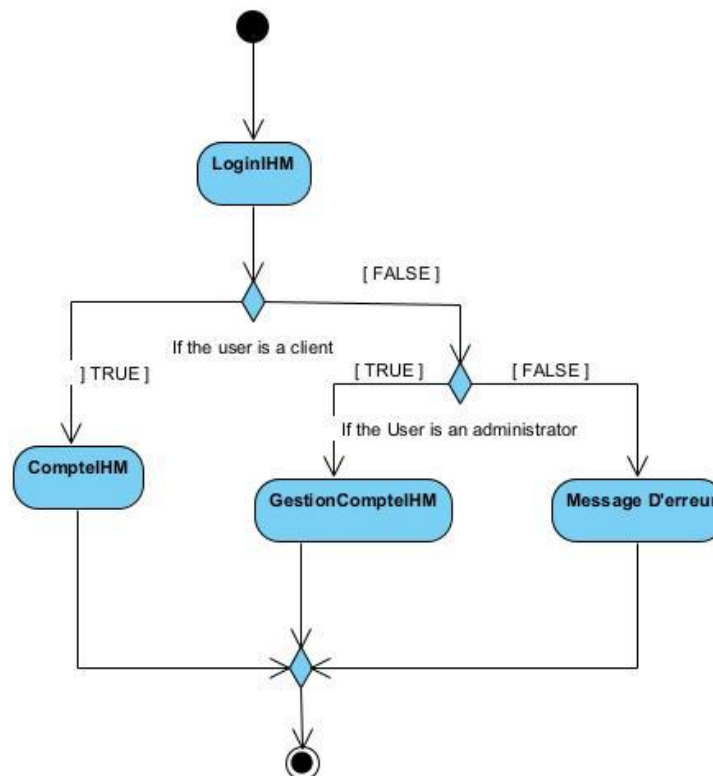 LoginIHM
[ FALSE ]
If the user is a client
] TRUE ]
[ TRUE ]
[ FALSE ]
If the User is an administrator
CompteIHM
GestionCompteIHM
Message D'erreur